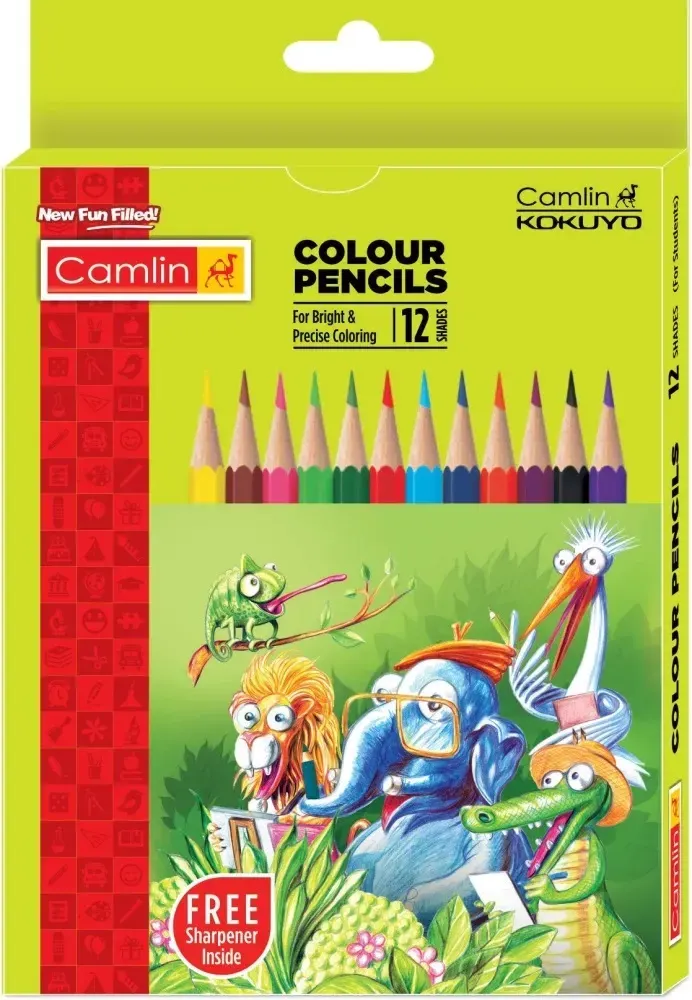 New Fun Filled!
Camlin
Camlin
KOKUYO
COLOUR
PENCILS
For Bright &
Precise Coloring
12
SHADES
FREE
Sharpener
Inside
COLOUR PENCILS 12 SHADES (For Students)
Camlin